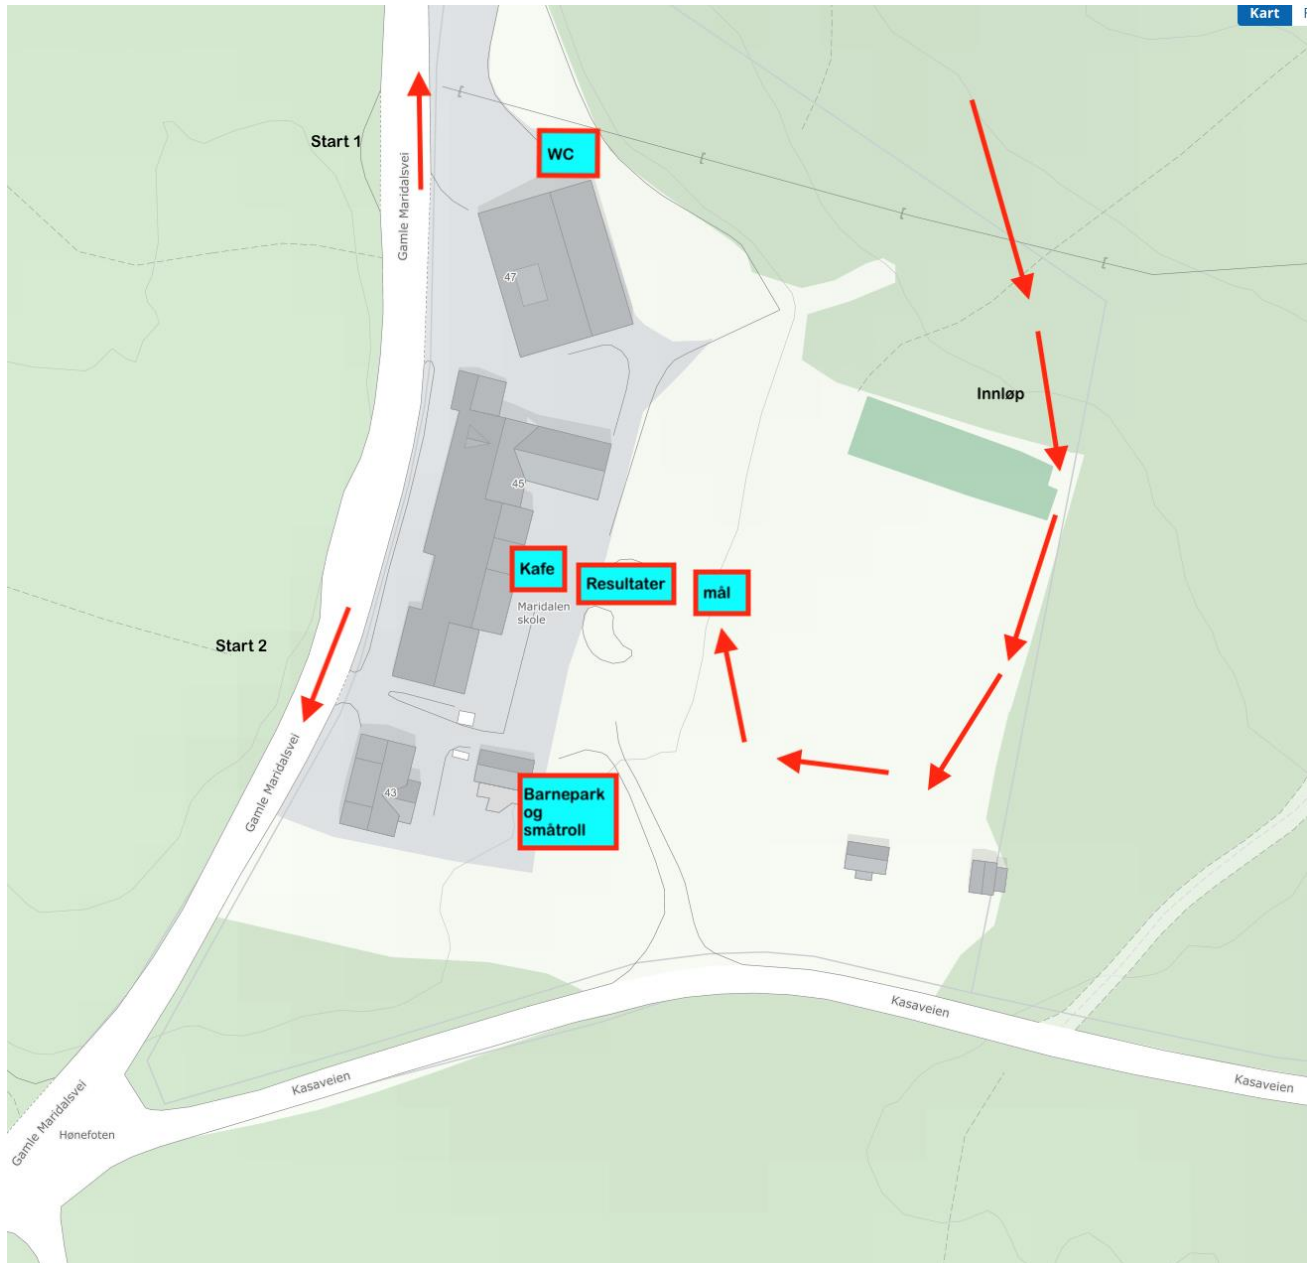 Kart
Start 1
Gamle Maridalsvei
WC
47
Innløp
45
Kafe
Resultater
mål
Maridalen
skole
Start 2
Gamle Maridalsvei
43
Barnepark
og
småtroll
Kasaveien
Kasaveien
Kasaveien
Gamle Maridalsvei
Hønefoten